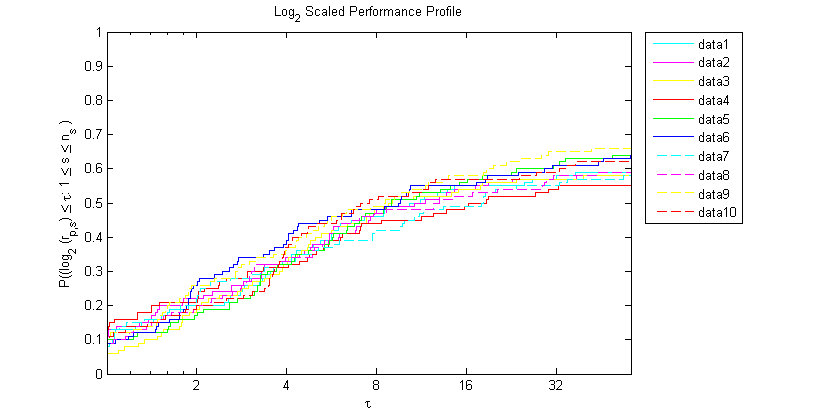 Log2 Scaled Performance Profile
P((log2 (rp,s) ≤ τ: 1 ≤ s ≤ ns)
1
0.9
0.8
0.7
0.6
0.5
0.4
0.3
0.2
0.1
0
2 4 8 16 32
τ
data1
data2
data3
data4
data5
data6
data7
data8
data9
data10